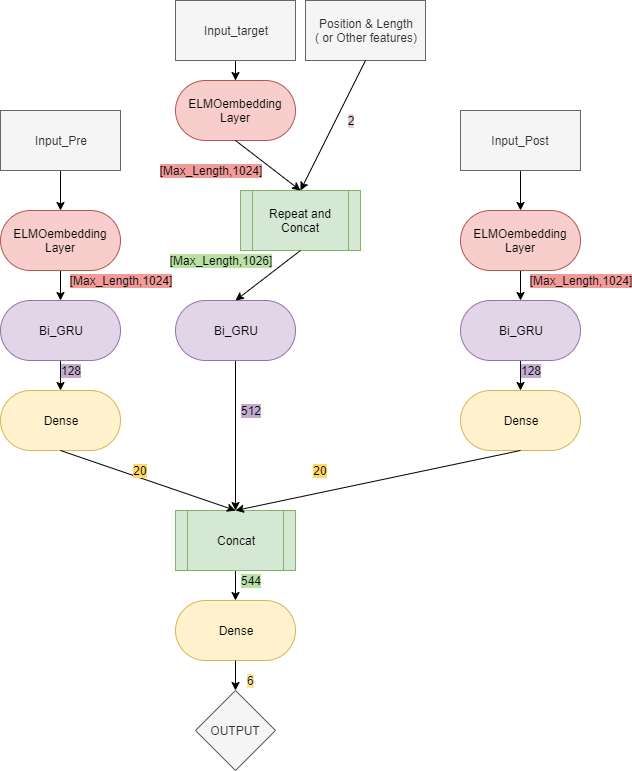 Input_target
Position & Length
( or Other features)
ELMOembedding
Layer
2
Input_Pre
Input_Post
[Max_Length,1024]
Repeat and
Concat
ELMOembedding
Layer
ELMOembedding
Layer
[Max_Length,1026]
[Max_Length,1024]
[Max_Length,1024]
Bi_GRU
Bi_GRU
Bi_GRU
128
128
512
Dense
Dense
20
20
Concat
544
Dense
6
OUTPUT